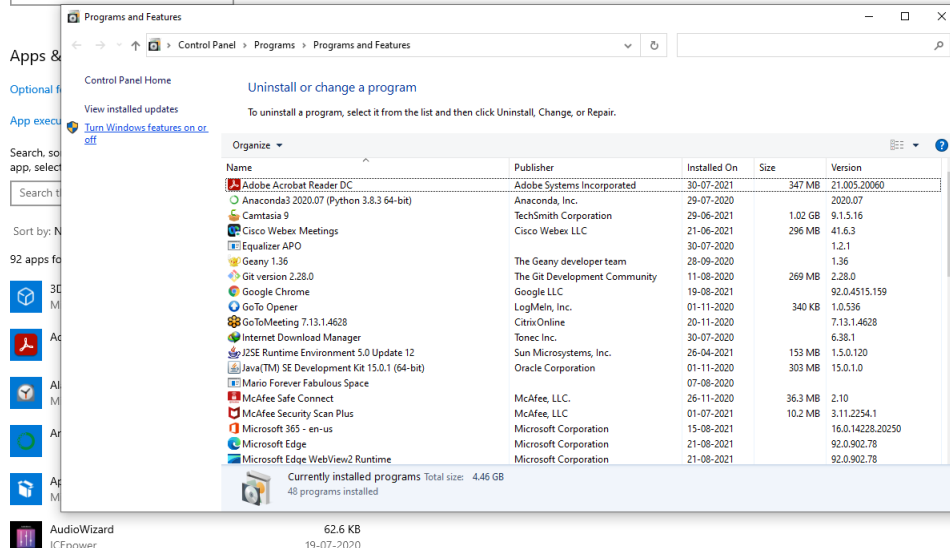 Programs and Features
Control Panel > Programs > Programs and Features
Apps &
Control Panel Home
Uninstall or change a program
Optional
View installed updates
To uninstall a program, select it from the list and then click Uninstall, Change, or Repair.
App execu
Turn Windows features on or
off
Search, so
app, select
Organize
Search
Name Publisher Installed On Size Version
Adobe Acrobat Reader DC Adobe Systems Incorporated 30-07-2021 347 MB 21.005.20060
Anaconda3 2020.07 (Python 3.8.3 64-bit) Anaconda, Inc. 29-07-2020 2020.07
Camtasia 9 TechSmith Corporation 29-06-2021 1.02 GB 9.1.5.16
Cisco Webex Meetings Cisco Webex LLC 21-06-2021 296 MB 41.6.3
Equalizer APO 30-07-2020 1.2.1
Geany 1.36 The Geany developer team 28-09-2020 1.36
Git version 2.28.0 The Git Development Community 11-08-2020 269 MB 2.28.0
Google Chrome Google LLC 19-08-2021 92.0.4515.159
GoTo Opener LogMeIn, Inc. 01-11-2020 340 KB 1.0.536
GoToMeeting 7.13.1.4628 CitrixOnline 20-11-2020 7.13.1.4628
Internet Download Manager Tonec Inc. 30-07-2020 6.38.1
J2SE Runtime Environment 5.0 Update 12 Sun Microsystems, Inc. 26-04-2021 153 MB 1.5.0.120
Java(TM) SE Development Kit 15.0.1 (64-bit) Oracle Corporation 01-11-2020 303 MB 15.0.1.0
Mario Forever Fabulous Space 07-08-2020
McAfee Safe Connect McAfee, LLC. 26-11-2020 36.3 MB 2.10
McAfee Security Scan Plus McAfee, LLC 01-07-2021 10.2 MB 3.11.2254.1
Microsoft 365 - en-us Microsoft Corporation 15-08-2021 16.0.14228.20250
Microsoft Edge Microsoft Corporation 21-08-2021 92.0.902.78
Microsoft Edge WebView2 Runtime Microsoft Corporation 21-08-2021 92.0.902.78
Sort by: N
92 apps fo
3D
M
Ad
Al
M
An
Ap
M
Currently installed programs Total size: 4.46 GB
48 programs installed
AudioWizard 62.6 KB
ICEpower 19-07-2020